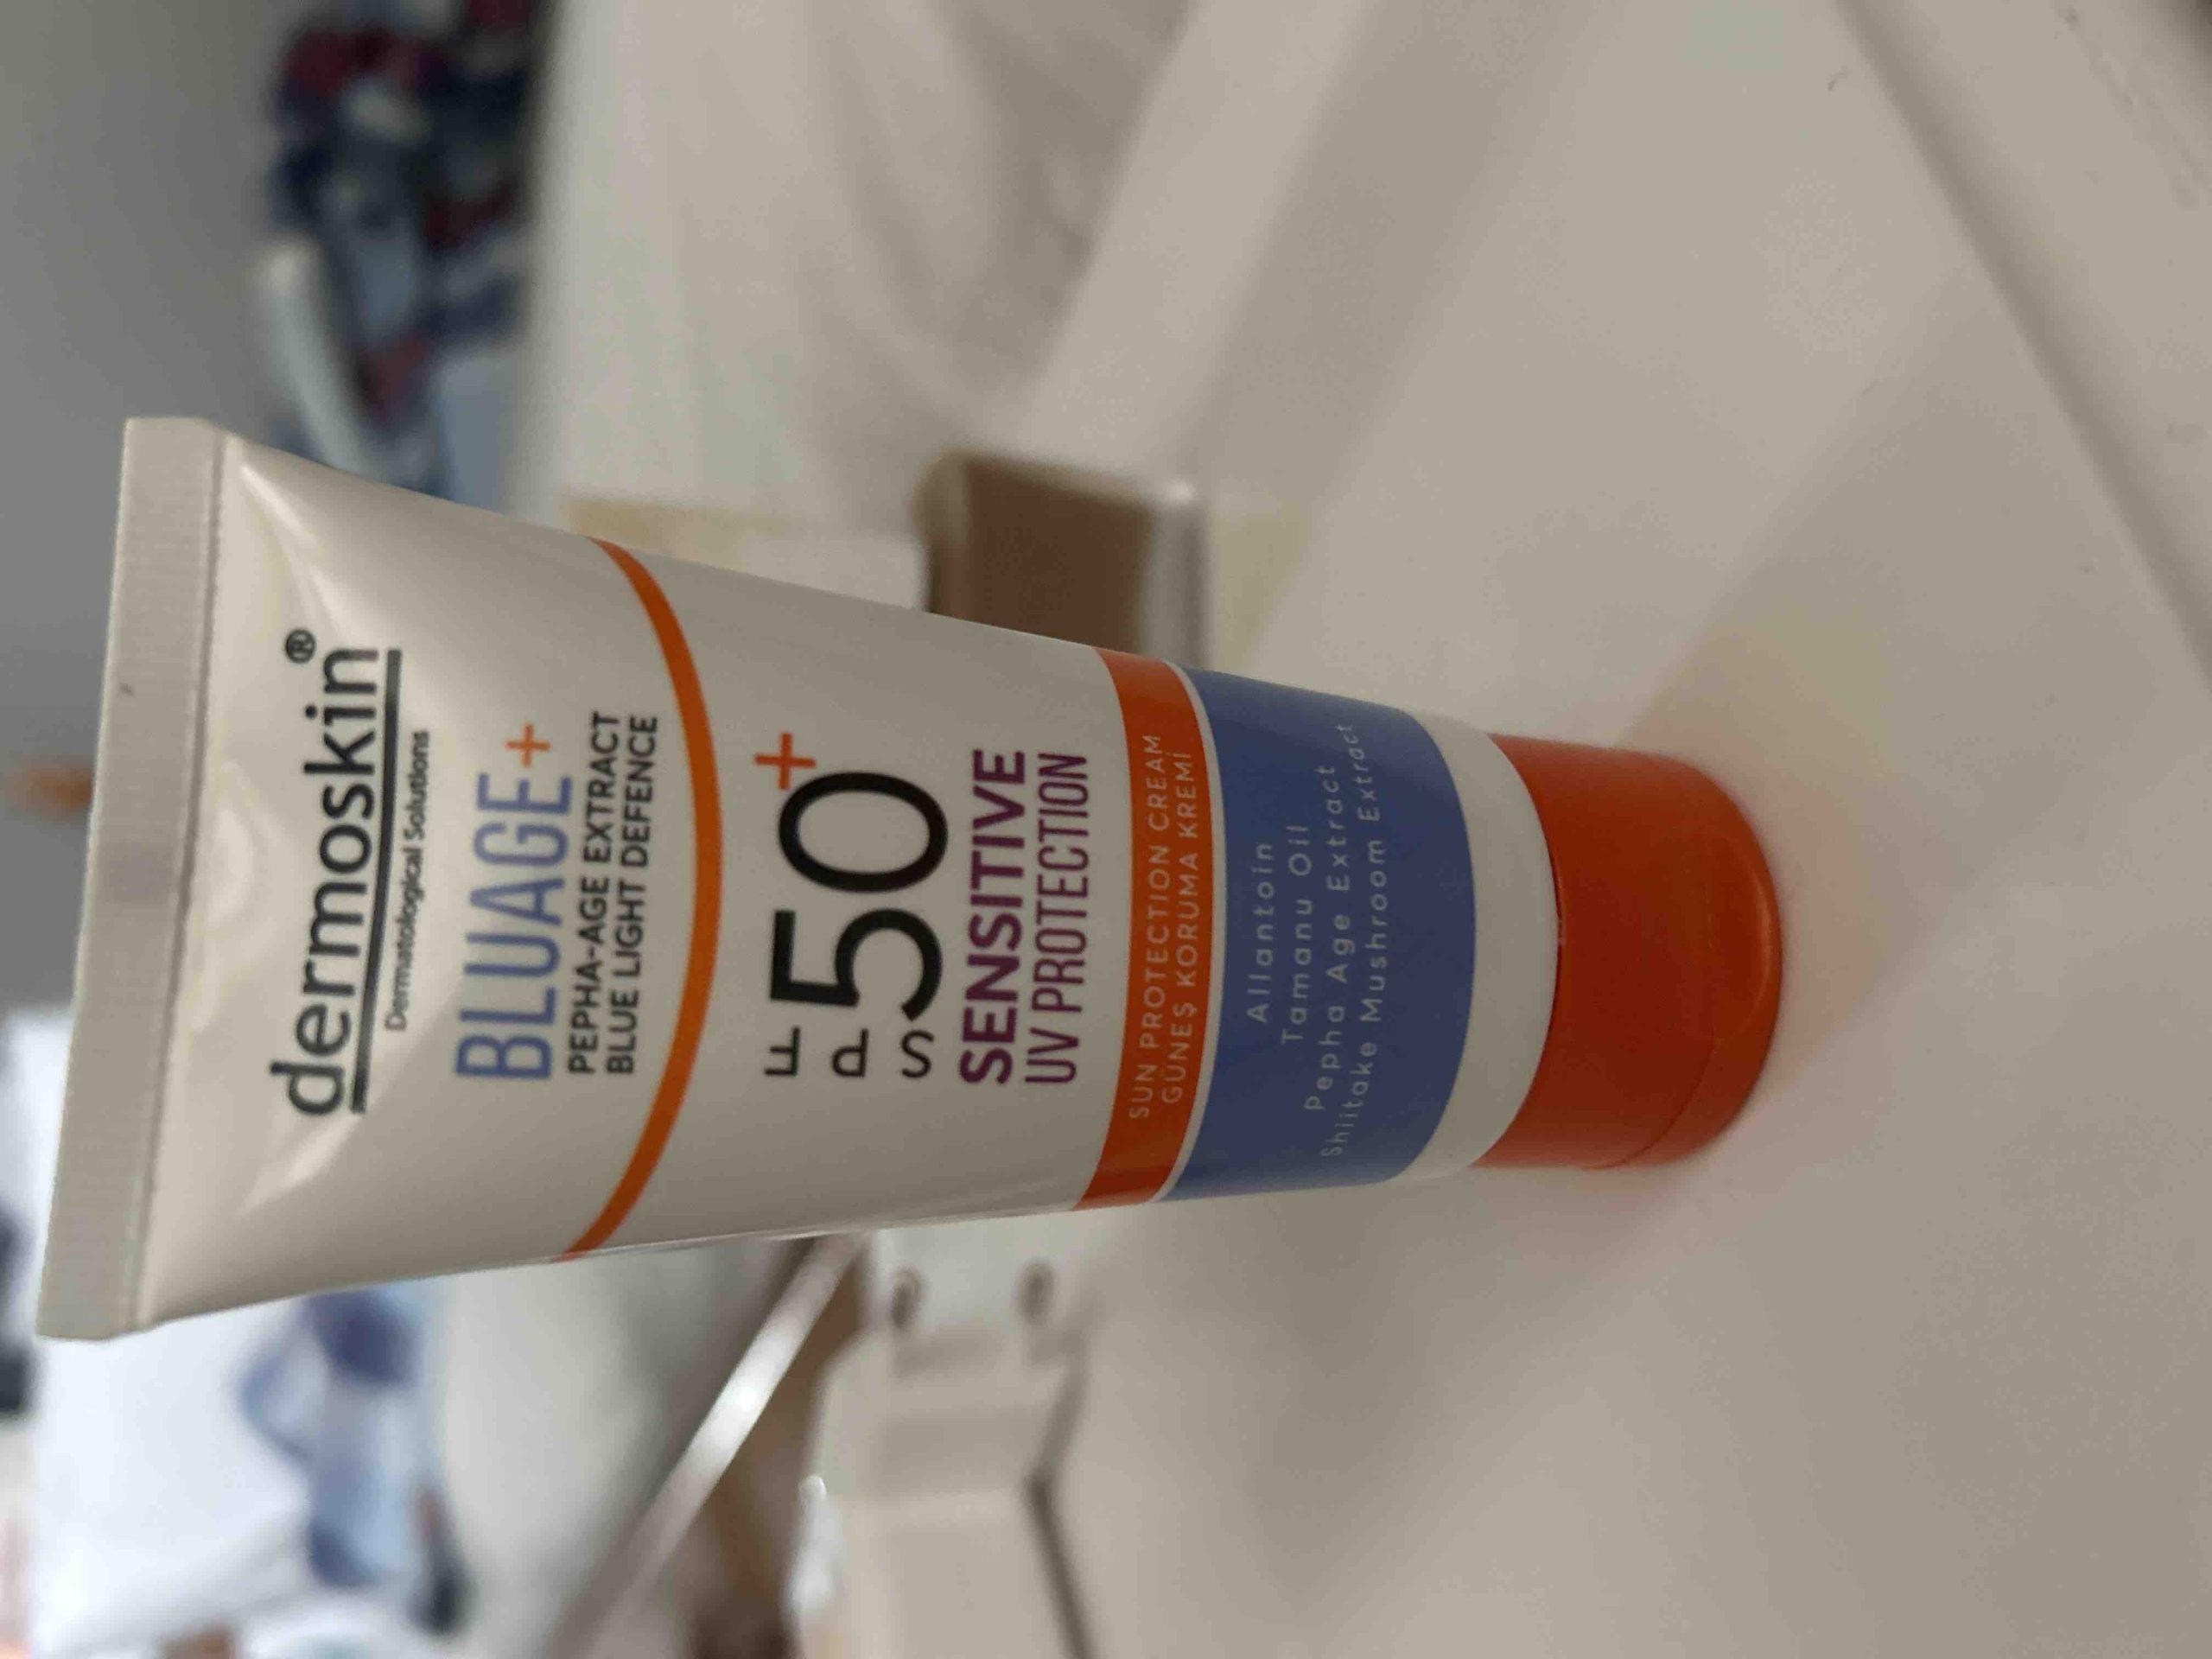 dermoskin®
Dermatological Solutions
BLUAGE+
PEPHA-AGE EXTRACT
BLUE LIGHT DEFENCE
SPF 50+
SENSITIVE
UV PROTECTION
SUN PROTECTION CREAM
GÜNEŞ KORUMA KREMİ
Allantoin
Tamanu Oil
Pepha Age Extract
Shiitake Mushroom Extract